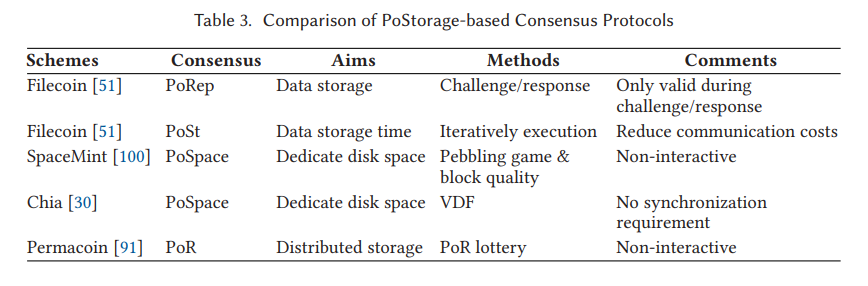 Table 3. Comparison of PoStorage-based Consensus Protocols
Schemes Consensus Aims Methods Comments
Filecoin [51] PoRep Data storage Challenge/response Only valid during
challenge/response
Filecoin [51] PoSt Data storage time Iteratively execution Reduce communication costs
SpaceMint [100] PoSpace Dedicate disk space Pebbling game & Non-interactive
block quality
Chia [30] PoSpace Dedicate disk space VDF No synchronization
requirement
Permacoin [91] PoR Distributed storage PoR lottery Non-interactive